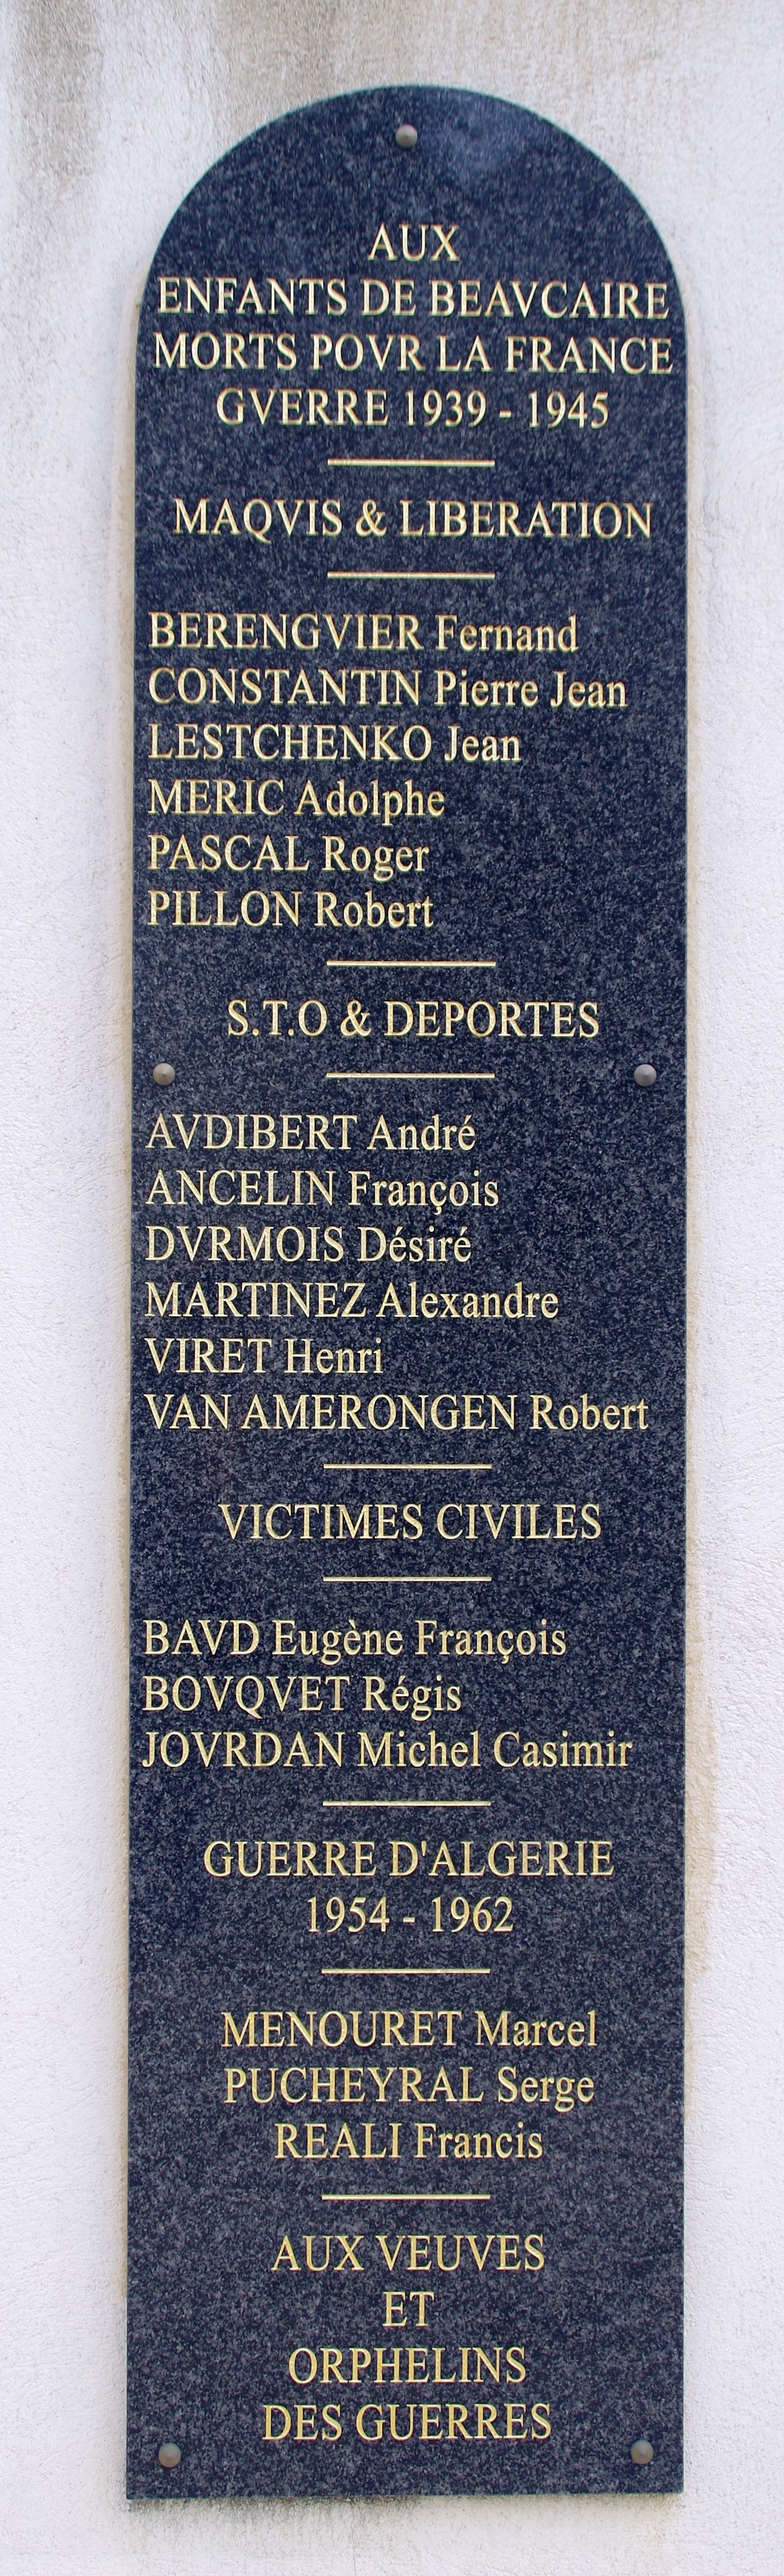 AUX
ENFANTS DE BEAVCAIRE
MORTS POVR LA FRANCE
GVERRE 1939 - 1945
MAQVIS & LIBERATION
BERENGVIER Fernand
CONSTANTIN Pierre Jean
LESTCHENKO Jean
MERIC Adolphe
PASCAL Roger
PILLON Robert
S.T.O & DEPORTES
AVDIBERT André
ANCELIN François
DVRMOIS Désiré
MARTINEZ Alexandre
VIRET Henri
VAN AMERONGEN Robert
VICTIMES CIVILES
BAVD Eugène François
BOVQVET Régis
JOVRDAN Michel Casimir
GUERRE D'ALGERIE
1954 - 1962
MENOURET Marcel
PUCHEYRAL Serge
REALI Francis
AUX VEUVES
ET
ORPHELINS
DES GUERRES